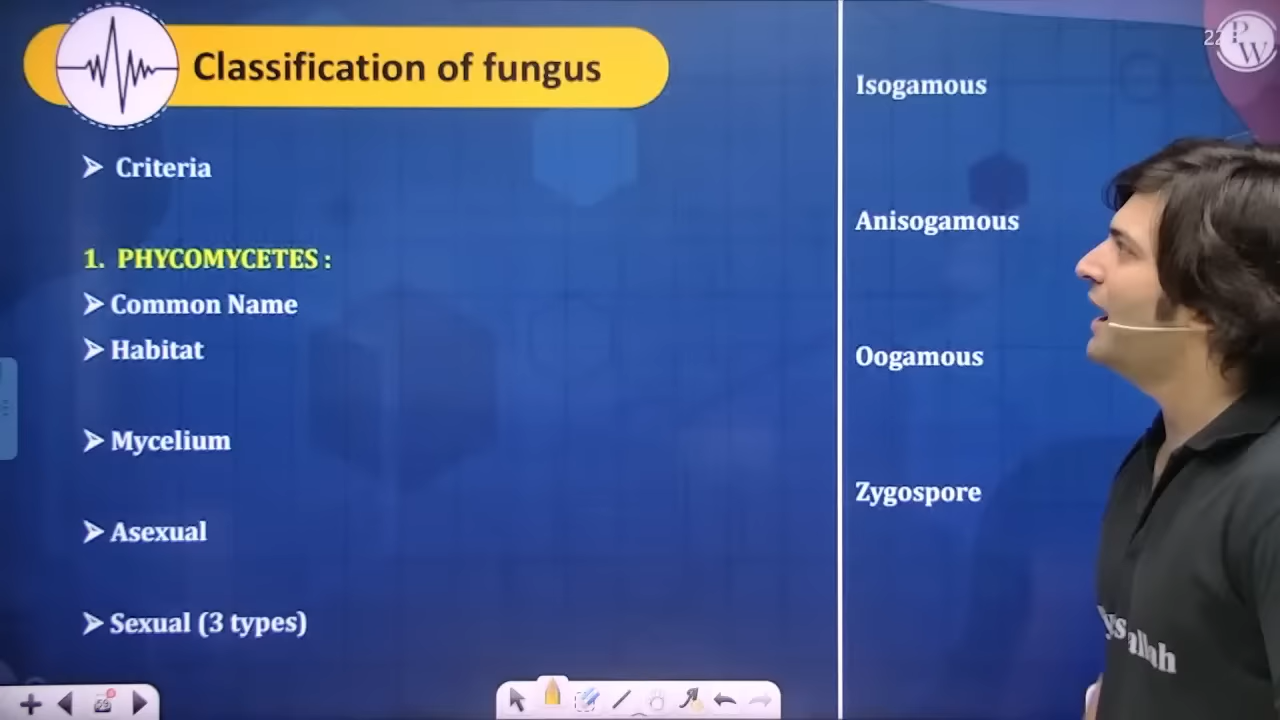 Classification of fungus
➤ Criteria
1. PHYCOMYCETES :
➤ Common Name
➤ Habitat
➤ Mycelium
➤ Asexual
➤ Sexual (3 types)
Isogamous
Anisogamous
Oogamous
Zygospore
PW